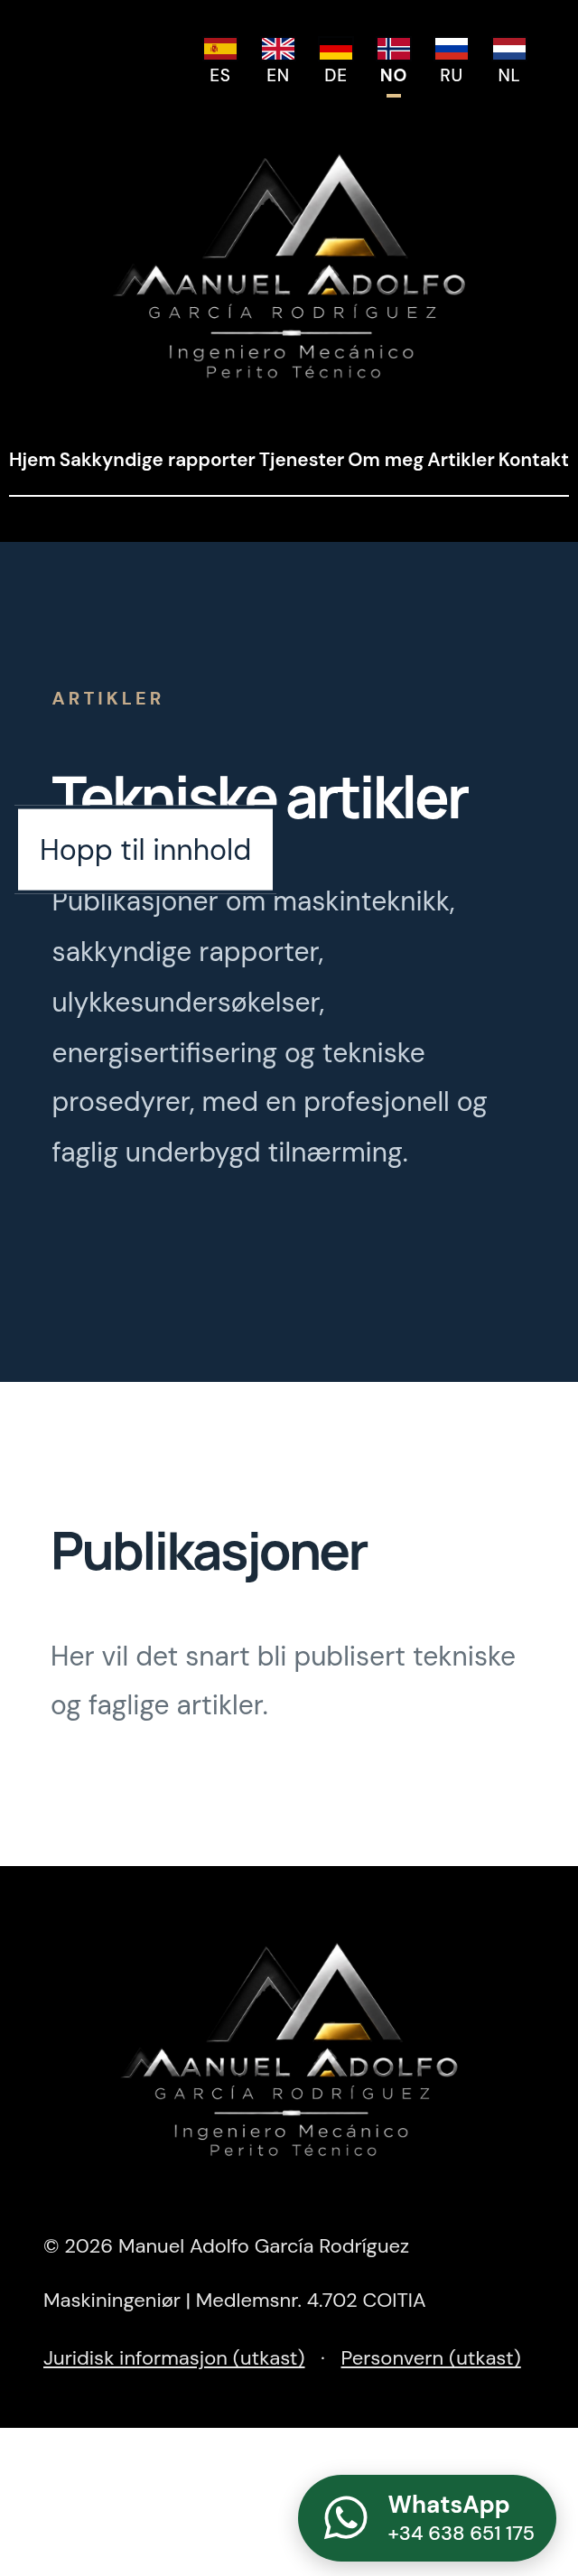 ES EN DE NO RU NL
MANUEL ADOLFO
GARCÍA RODRÍGUEZ
Ingeniero Mecánico
Perito Técnico
Hjem Sakkyndige rapporter Tjenester Om meg Artikler Kontakt
ARTIKLER
Tekniske artikler
Hopp til innhold
Publikasjoner om maskinteknikk,
sakkyndige rapporter,
ulykkesundersøkelser,
energisertifisering og tekniske
prosedyrer, med en profesjonell og
faglig underbygd tilnærming.
Publikasjoner
Her vil det snart bli publisert tekniske
og faglige artikler.
MANUEL ADOLFO
GARCÍA RODRÍGUEZ
Ingeniero Mecánico
Perito Técnico
© 2026 Manuel Adolfo García Rodríguez
Maskiningeniør | Medlemsnr. 4.702 COITIA
Juridisk informasjon (utkast) · Personvern (utkast)
WhatsApp
+34 638 651 175